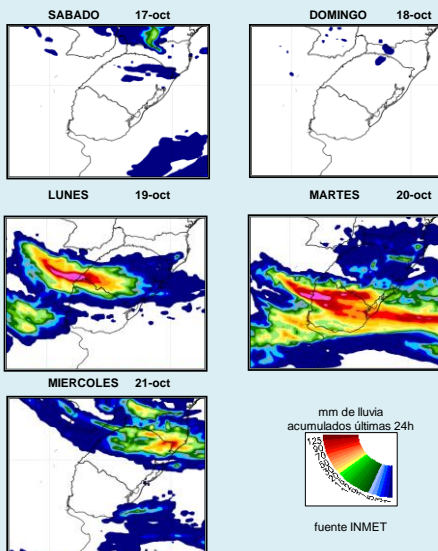 SABADO 17-oct
DOMINGO 18-oct
LUNES 19-oct
MARTES 20-oct
MIERCOLES 21-oct
mm de lluvia
acumulados últimas 24h
125
fuente INMET